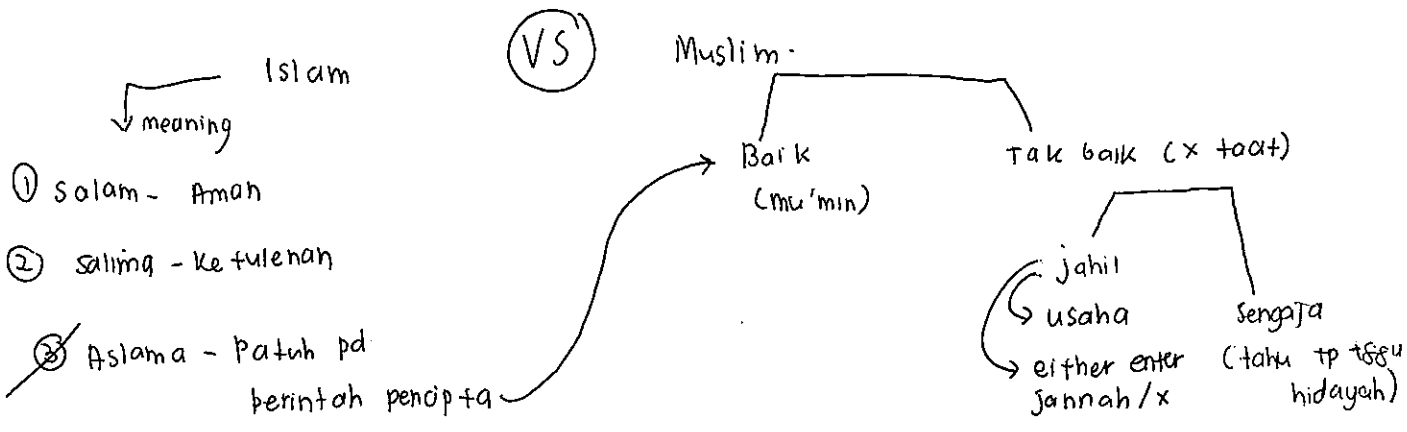 Islam
VS
Muslim.
meaning
① Salam - Aman
② salima - Ketulenan
③ Aslama - Patuh pd
perintah pencipta
Baik
(mu'min)
Tak baik (x taat)
jahil
usaha
either enter
jannah/x
Sengaja
(tahu tp tggu
hidayah)